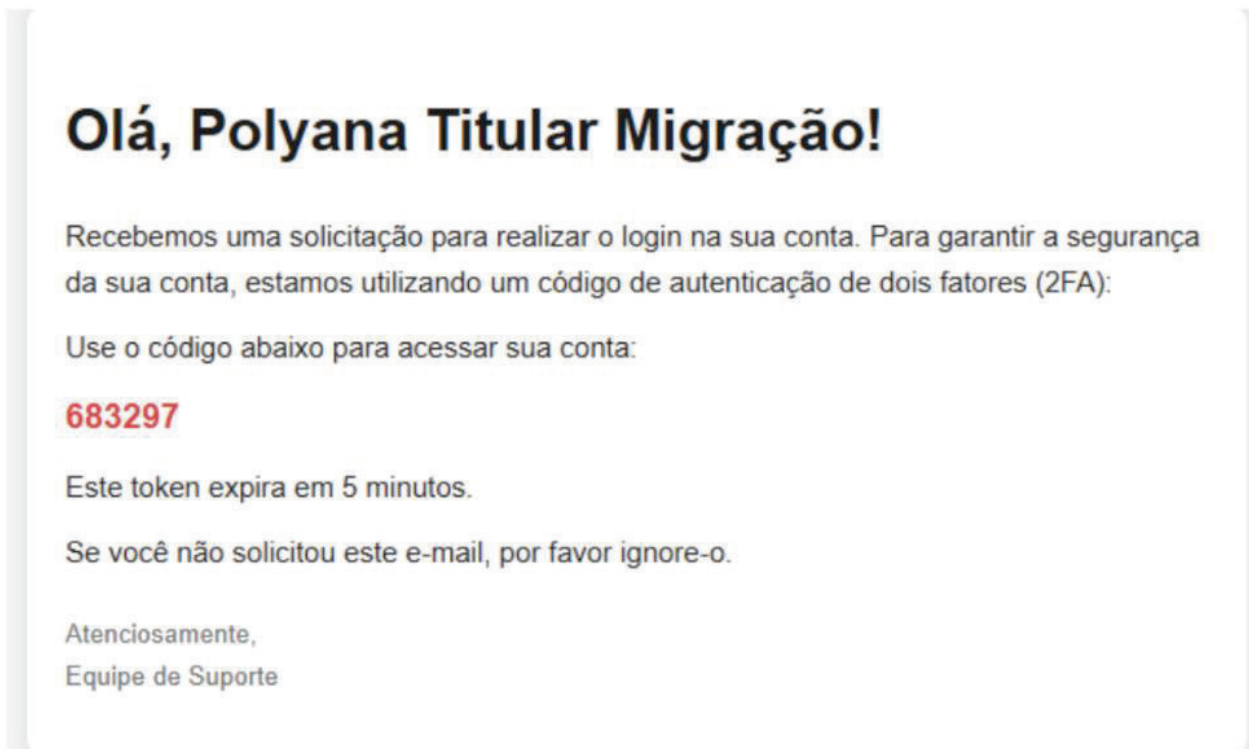 Olá, Polyana Titular Migração!
Recebemos uma solicitação para realizar o login na sua conta. Para garantir a segurança
da sua conta, estamos utilizando um código de autenticação de dois fatores (2FA):
Use o código abaixo para acessar sua conta:
683297
Este token expira em 5 minutos.
Se você não solicitou este e-mail, por favor ignore-o.
Atenciosamente,
Equipe de Suporte